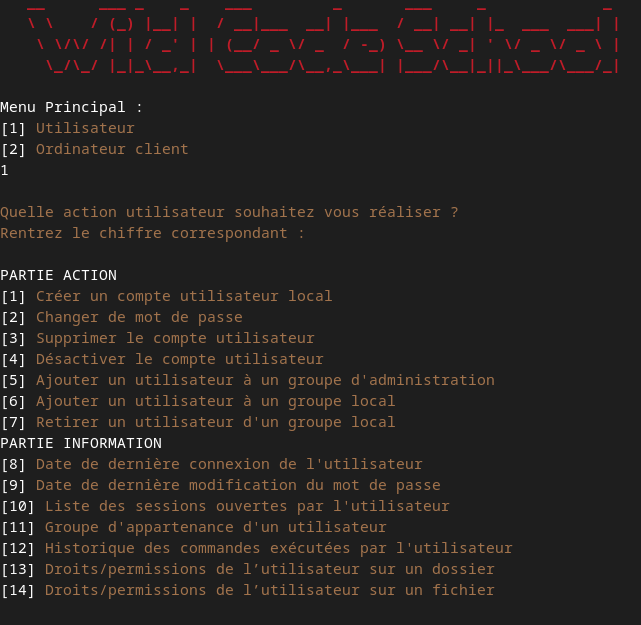 Wild Code School
Menu Principal :
[1] Utilisateur
[2] Ordinateur client
1
Quelle action utilisateur souhaitez vous réaliser ?
Rentrez le chiffre correspondant :
PARTIE ACTION
[1] Créer un compte utilisateur local
[2] Changer de mot de passe
[3] Supprimer le compte utilisateur
[4] Désactiver le compte utilisateur
[5] Ajouter un utilisateur à un groupe d'administration
[6] Ajouter un utilisateur à un groupe local
[7] Retirer un utilisateur d'un groupe local
PARTIE INFORMATION
[8] Date de dernière connexion de l'utilisateur
[9] Date de dernière modification du mot de passe
[10] Liste des sessions ouvertes par l'utilisateur
[11] Groupe d'appartenance d'un utilisateur
[12] Historique des commandes exécutées par l'utilisateur
[13] Droits/permissions de l’utilisateur sur un dossier
[14] Droits/permissions de l’utilisateur sur un fichier